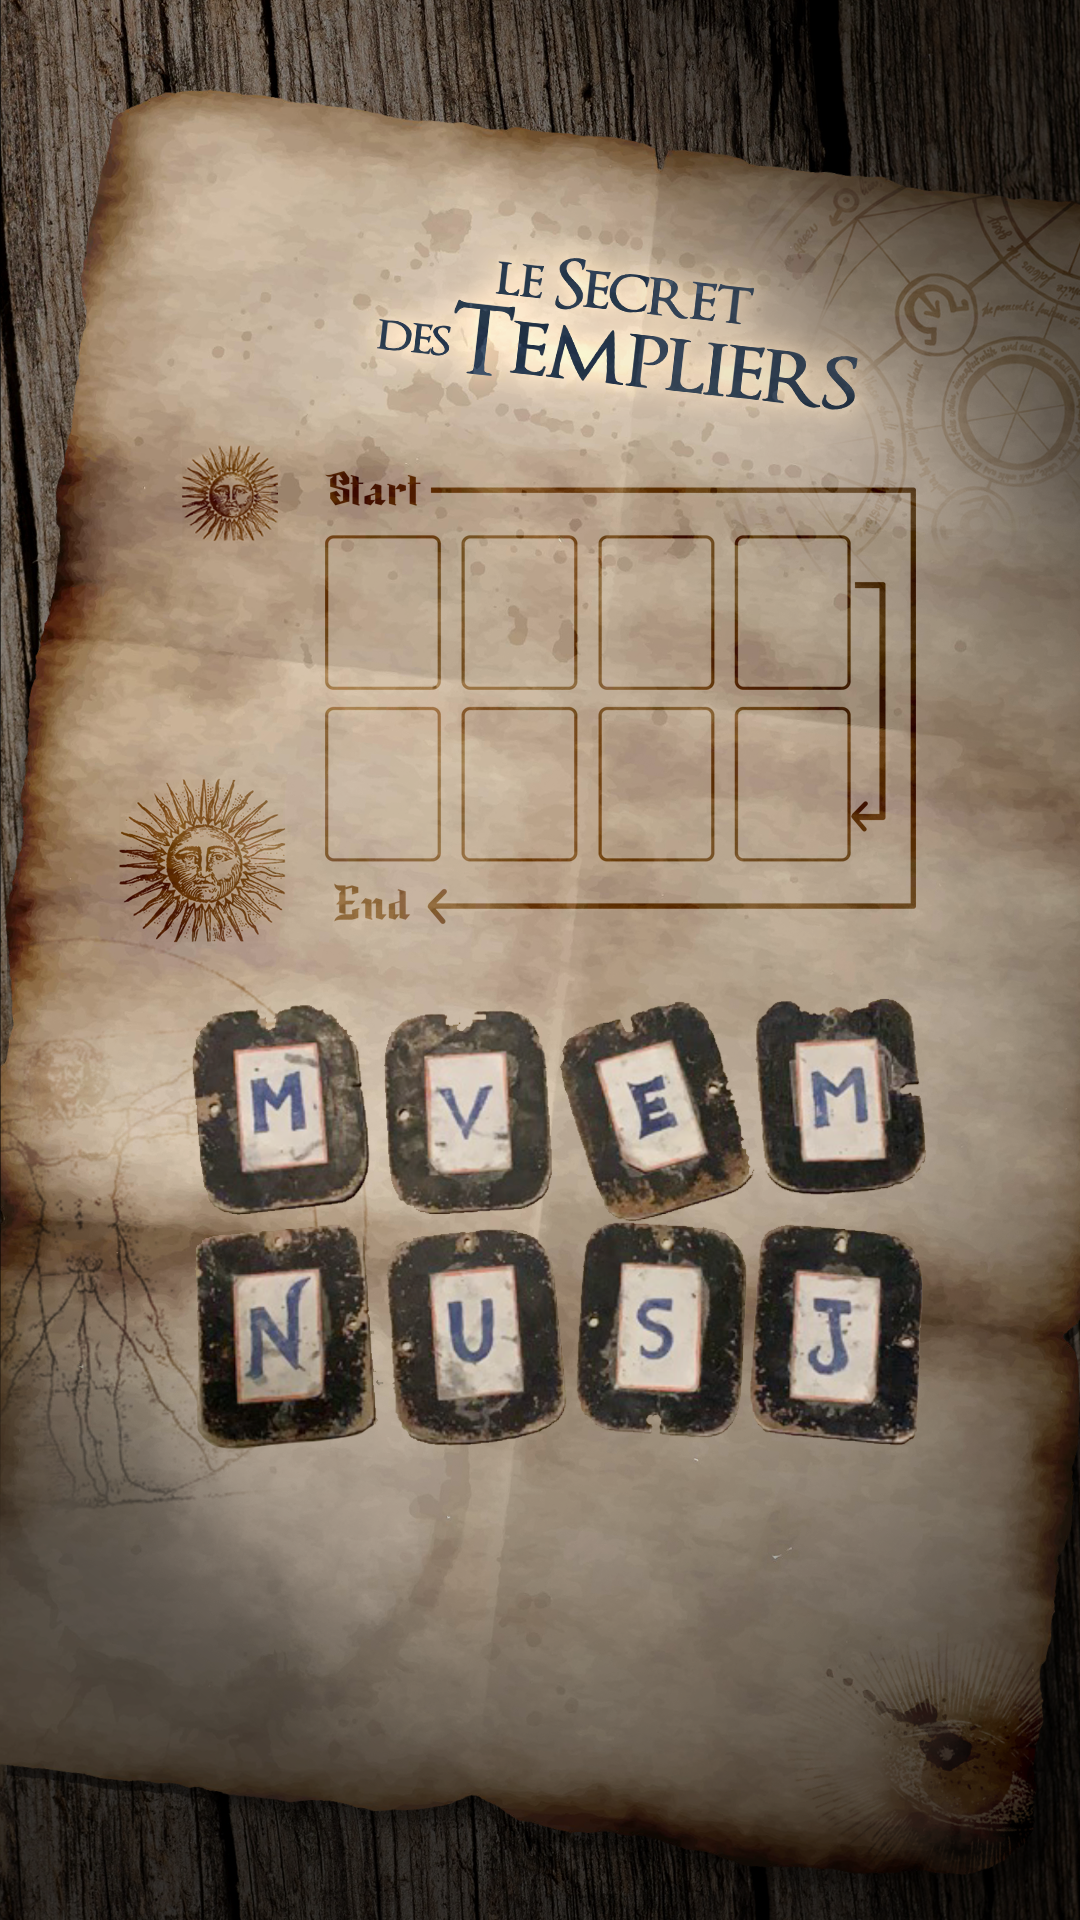 LE SECRET
DES TEMPLIERS
Start
End
M V E M
N U S J